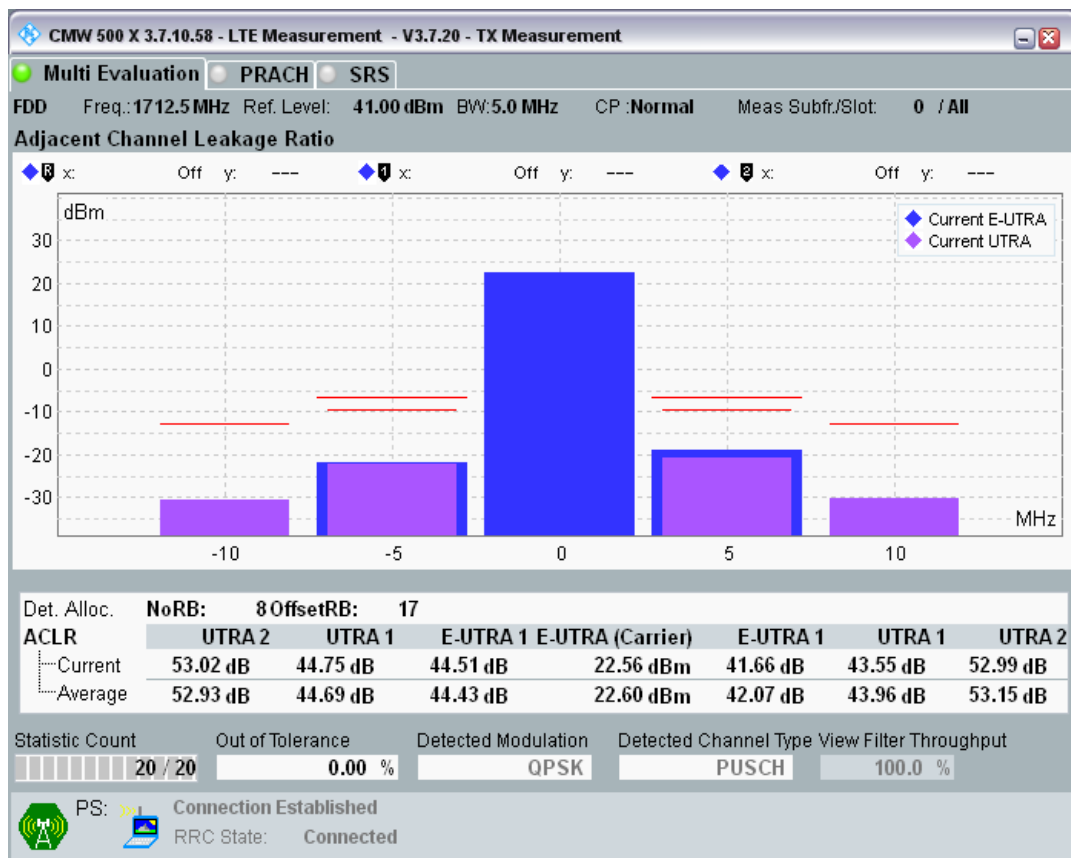 CMW 500 X 3.7.10.58 - LTE Measurement - V3.7.20 - TX Measurement
Multi Evaluation PRACH SRS
FDD Freq.:1712.5 MHz Ref. Level: 41.00 dBm BW:5.0 MHz CP :Normal Meas Subfr./Slot: 0 / All
Adjacent Channel Leakage Ratio
R x: Off y: --- 1 x: Off y: --- 2 x: Off y: ---
dBm
Current E-UTRA
Current UTRA
30
20
10
0
-10
-20
-30
MHz
-10 -5 0 5 10
Det. Alloc. NoRB: 8 OffsetRB: 17
ACLR UTRA 2 UTRA 1 E-UTRA 1 E-UTRA (Carrier) E-UTRA 1 UTRA 1 UTRA 2
Current 53.02 dB 44.75 dB 44.51 dB 22.56 dBm 41.66 dB 43.55 dB 52.99 dB
Average 52.93 dB 44.69 dB 44.43 dB 22.60 dBm 42.07 dB 43.96 dB 53.15 dB
Statistic Count Out of Tolerance Detected Modulation Detected Channel Type View Filter Throughput
20 / 20 0.00 % QPSK PUSCH 100.0 %
PS: Connection Established
RRC State: Connected